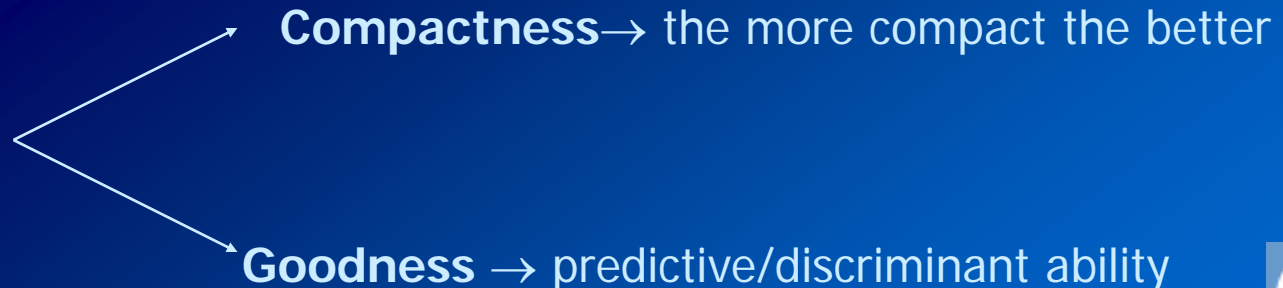 Compactness→ the more compact the better
Goodness → predictive/discriminant ability